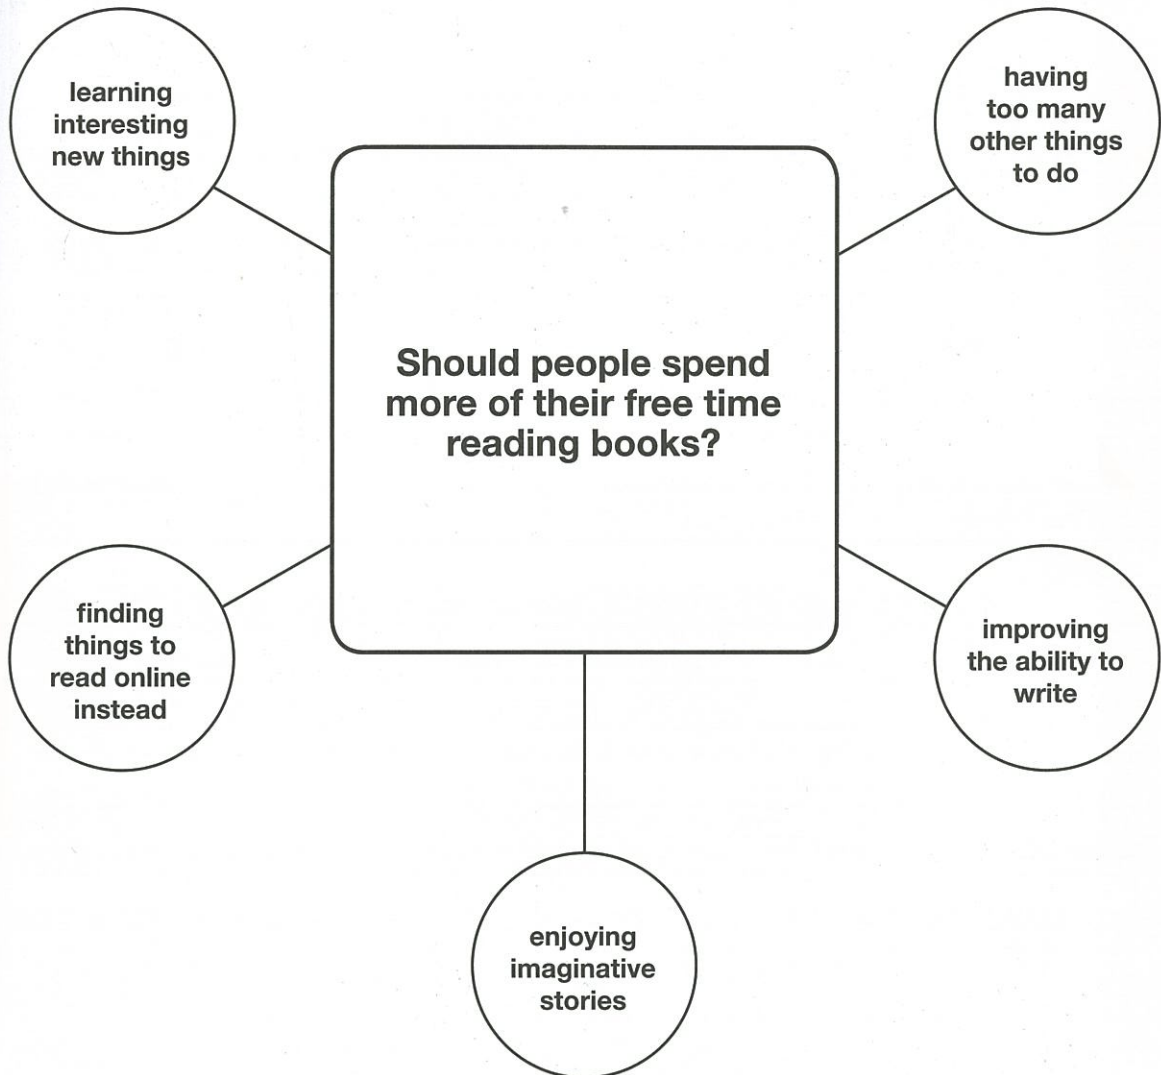 learning
interesting
new things
having
too many
other things
to do
Should people spend
more of their free time
reading books?
finding
things to
read online
instead
improving
the ability to
write
enjoying
imaginative
stories